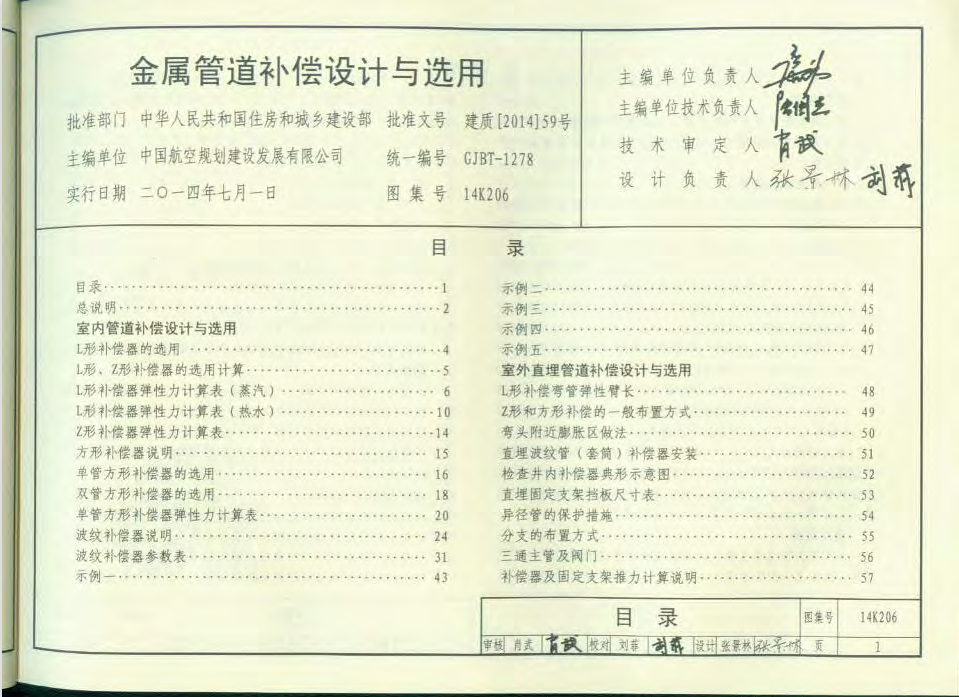 金属管道补偿设计与选用
批准部门 中华人民共和国住房和城乡建设部 批准文号 建质[2014]59号
主编单位 中国航空规划建设发展有限公司 统一编号 GJBT-1278
实行日期 二〇一四年七月一日 图集号 14K206
主编单位负责人
主编单位技术负责人
技术审定人 肖武
设计负责人 张景林 刘菲
目 录
目录····1
总说明····2
室内管道补偿设计与选用
L形补偿器的选用····4
L形、Z形补偿器的选用计算····5
L形补偿器弹性力计算表（蒸汽）····6
L形补偿器弹性力计算表（热水）····10
Z形补偿器弹性力计算表····14
方形补偿器说明····15
单管方形补偿器的选用····16
双管方形补偿器的选用····18
单管方形补偿器弹性力计算表····20
波纹补偿器说明····24
波纹补偿器参数表····31
示例一····43
示例二····44
示例三····45
示例四····46
示例五····47
室外直埋管道补偿设计与选用
L形补偿弯管弹性臂长····48
Z形和方形补偿的一般布置方式····49
弯头附近膨胀区做法····50
直埋波纹管（套筒）补偿器安装····51
检查井内补偿器典形示意图····52
直埋固定支架挡板尺寸表····53
异径管的保护措施····54
分支的布置方式····55
三通主管及阀门····56
补偿器及固定支架推力计算说明····57
目 录 图集号 14K206
审核 肖武 肖武 校对 刘菲 刘菲 设计 张景林 张景林 页 1